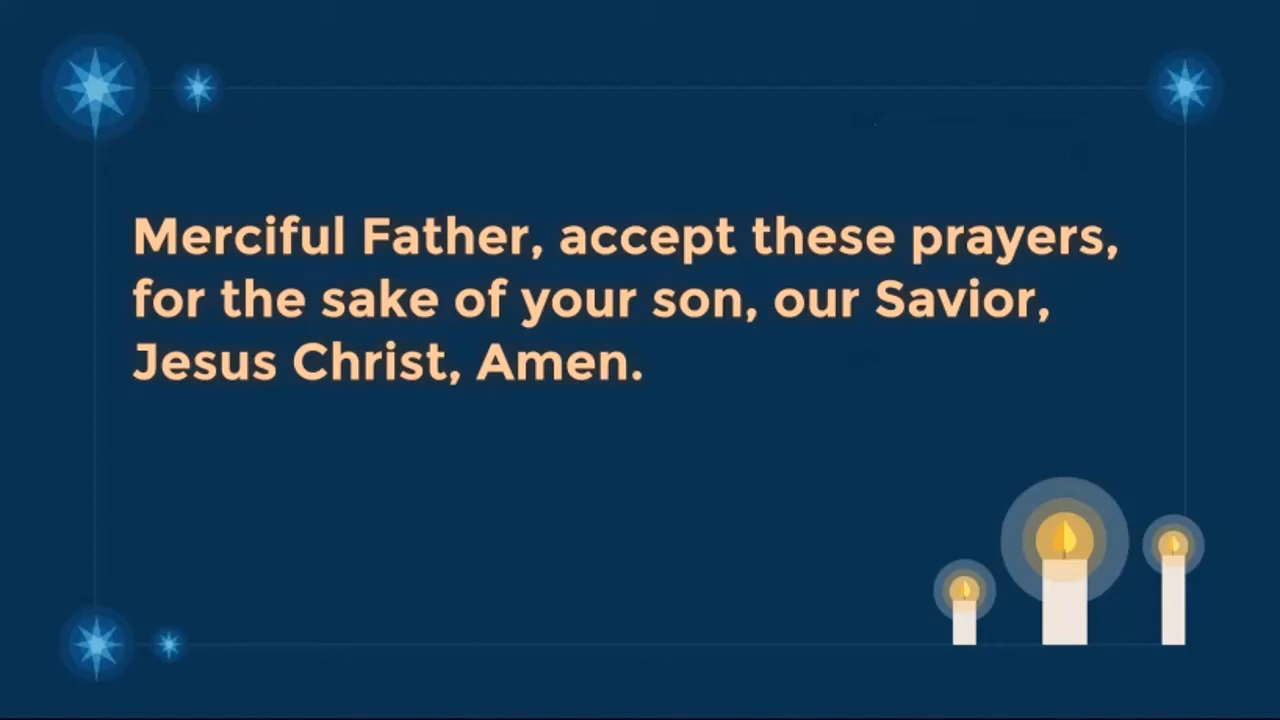 Merciful Father, accept these prayers,
for the sake of your son, our Savior,
Jesus Christ, Amen.